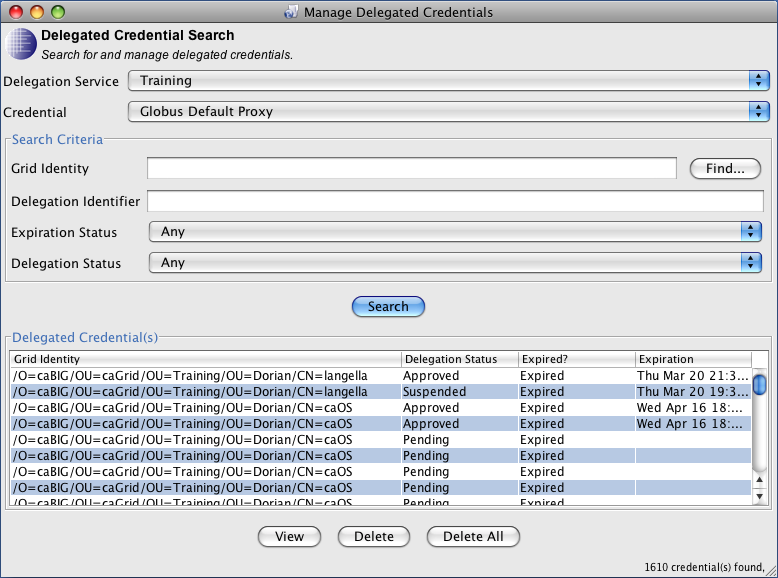 Manage Delegated Credentials
Delegated Credential Search
Search for and manage delegated credentials.
Delegation Service Training
Credential Globus Default Proxy
Search Criteria
Grid Identity Find...
Delegation Identifier
Expiration Status Any
Delegation Status Any
Search
Delegated Credential(s)
Grid Identity Delegation Status Expired? Expiration
/O=caBIG/OU=caGrid/OU=Training/OU=Dorian/CN=langella Approved Expired Thu Mar 20 21:3...
/O=caBIG/OU=caGrid/OU=Training/OU=Dorian/CN=langella Suspended Expired Thu Mar 20 19:3...
/O=caBIG/OU=caGrid/OU=Training/OU=Dorian/CN=caOS Approved Expired Wed Apr 16 18:...
/O=caBIG/OU=caGrid/OU=Training/OU=Dorian/CN=caOS Approved Expired Wed Apr 16 18:...
/O=caBIG/OU=caGrid/OU=Training/OU=Dorian/CN=caOS Pending Expired
/O=caBIG/OU=caGrid/OU=Training/OU=Dorian/CN=caOS Pending Expired
/O=caBIG/OU=caGrid/OU=Training/OU=Dorian/CN=caOS Pending Expired
/O=caBIG/OU=caGrid/OU=Training/OU=Dorian/CN=caOS Pending Expired
/O=caBIG/OU=caGrid/OU=Training/OU=Dorian/CN=caOS Pending Expired
View Delete Delete All
1610 credential(s) found,